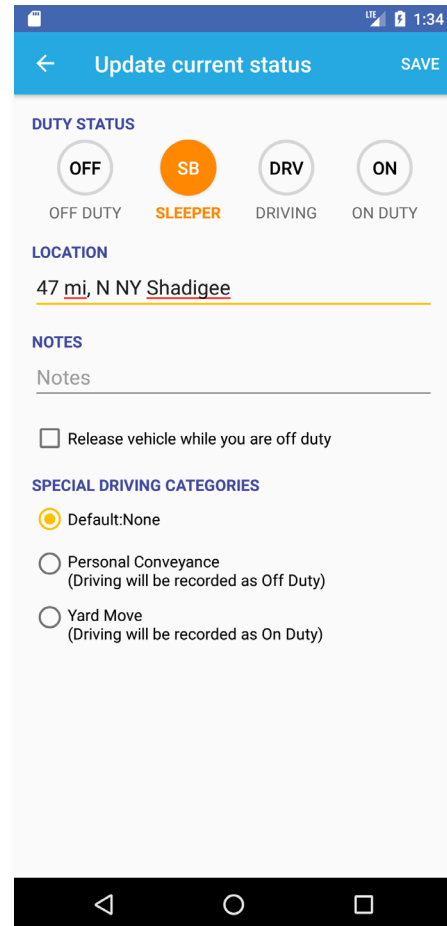 LTE 1:34
Update current status SAVE
DUTY STATUS
OFF SB DRV ON
OFF DUTY SLEEPER DRIVING ON DUTY
LOCATION
47 mi, N NY Shadigee
NOTES
Notes
Release vehicle while you are off duty
SPECIAL DRIVING CATEGORIES
Default:None
Personal Conveyance
(Driving will be recorded as Off Duty)
Yard Move
(Driving will be recorded as On Duty)